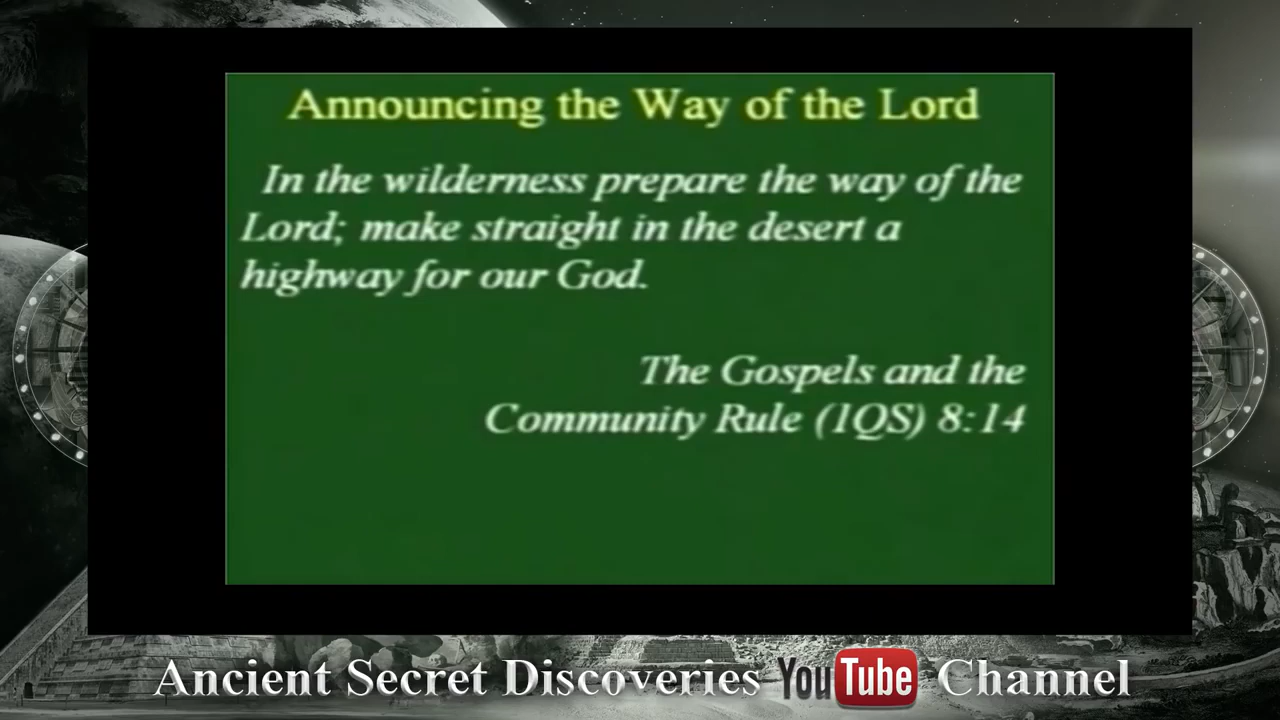 Announcing the Way of the Lord
In the wilderness prepare the way of the
Lord; make straight in the desert a
highway for our God.
The Gospels and the
Community Rule (1QS) 8:14
Ancient Secret Discoveries YouTube Channel